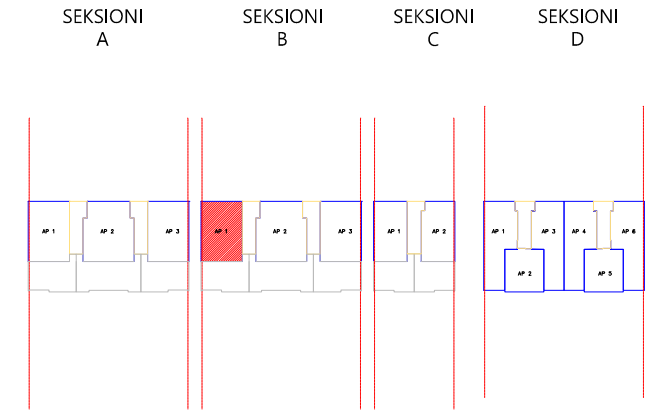 SEKSIONI A
SEKSIONI B
SEKSIONI C
SEKSIONI D
AP 1
AP 2
AP 3
AP 1
AP 2
AP 3
AP 1
AP 2
AP 1
AP 3
AP 4
AP 6
AP 2
AP 5